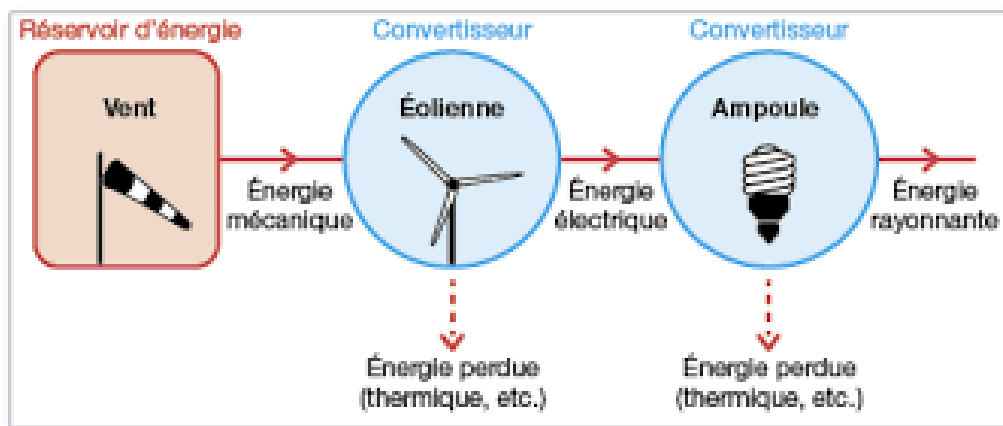 Réservoir d'énergie
Convertisseur
Convertisseur
Vent
Éolienne
Ampoule
Énergie
mécanique
Énergie
électrique
Énergie
rayonnante
Énergie perdue
(thermique, etc.)
Énergie perdue
(thermique, etc.)